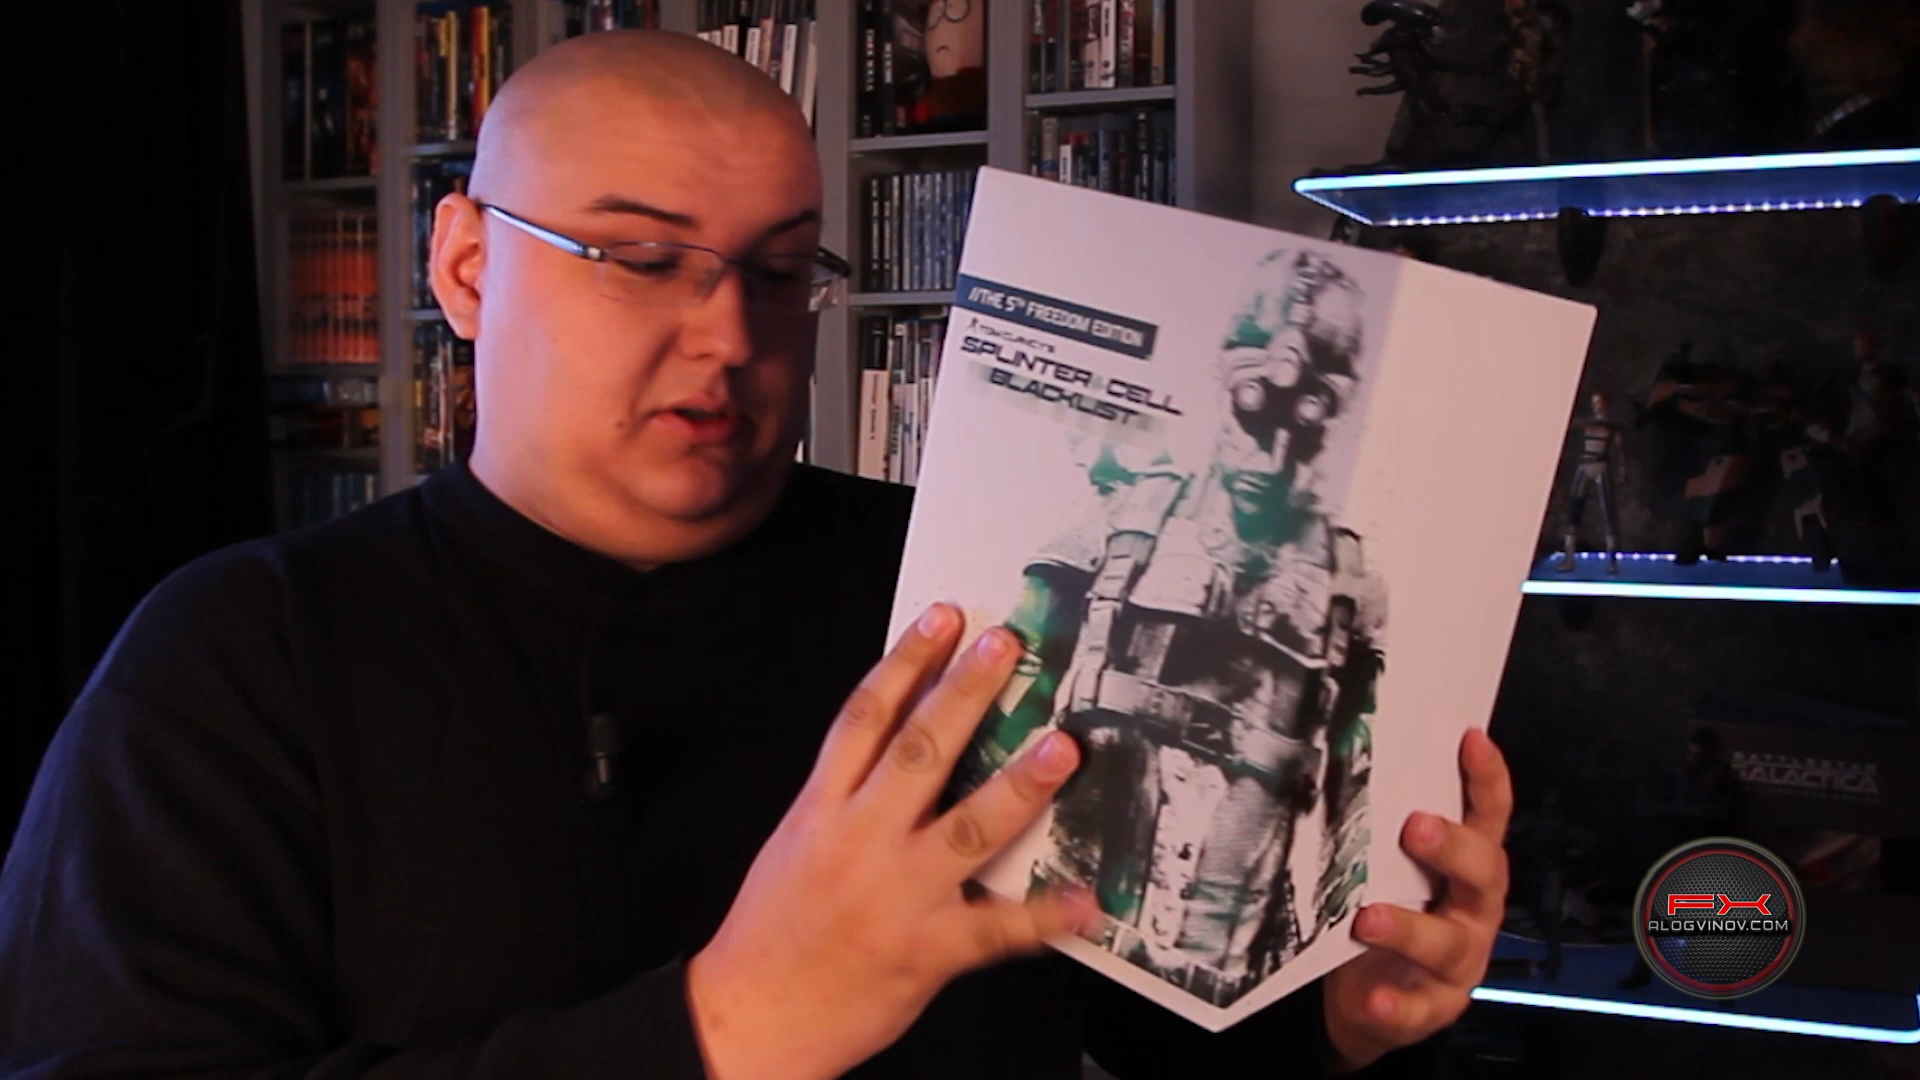 //THE 5TH FREEDOM EDITION
TOM CLANCY'S
SPLINTER CELL
BLACKLIST
BATTLESTAR
GALACTICA
FX
ALOGVINOV.COM